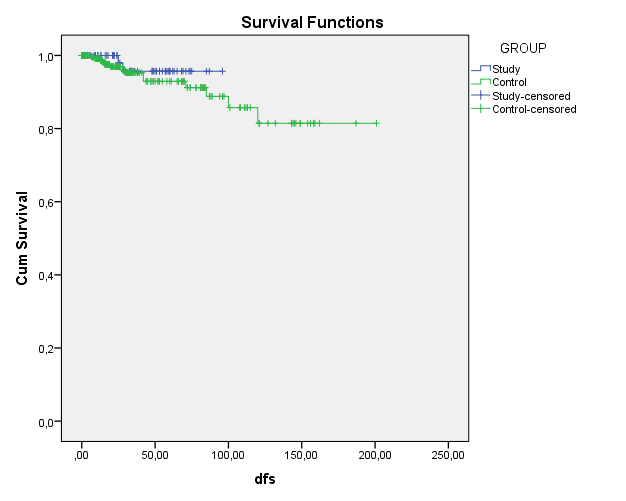 Survival Functions
GROUP
Study
Control
Study-censored
Control-censored
1,0
0,8
0,6
0,4
0,2
0,0
Cum Survival
,00
50,00
100,00
150,00
200,00
250,00
dfs